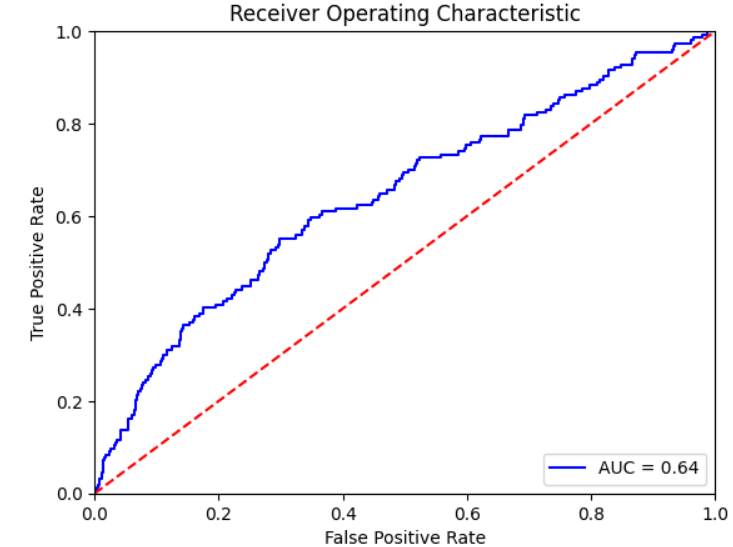 Receiver Operating Characteristic
1.0
0.8
0.6
0.4
0.2
0.0
True Positive Rate
AUC = 0.64
0.0 0.2 0.4 0.6 0.8 1.0
False Positive Rate